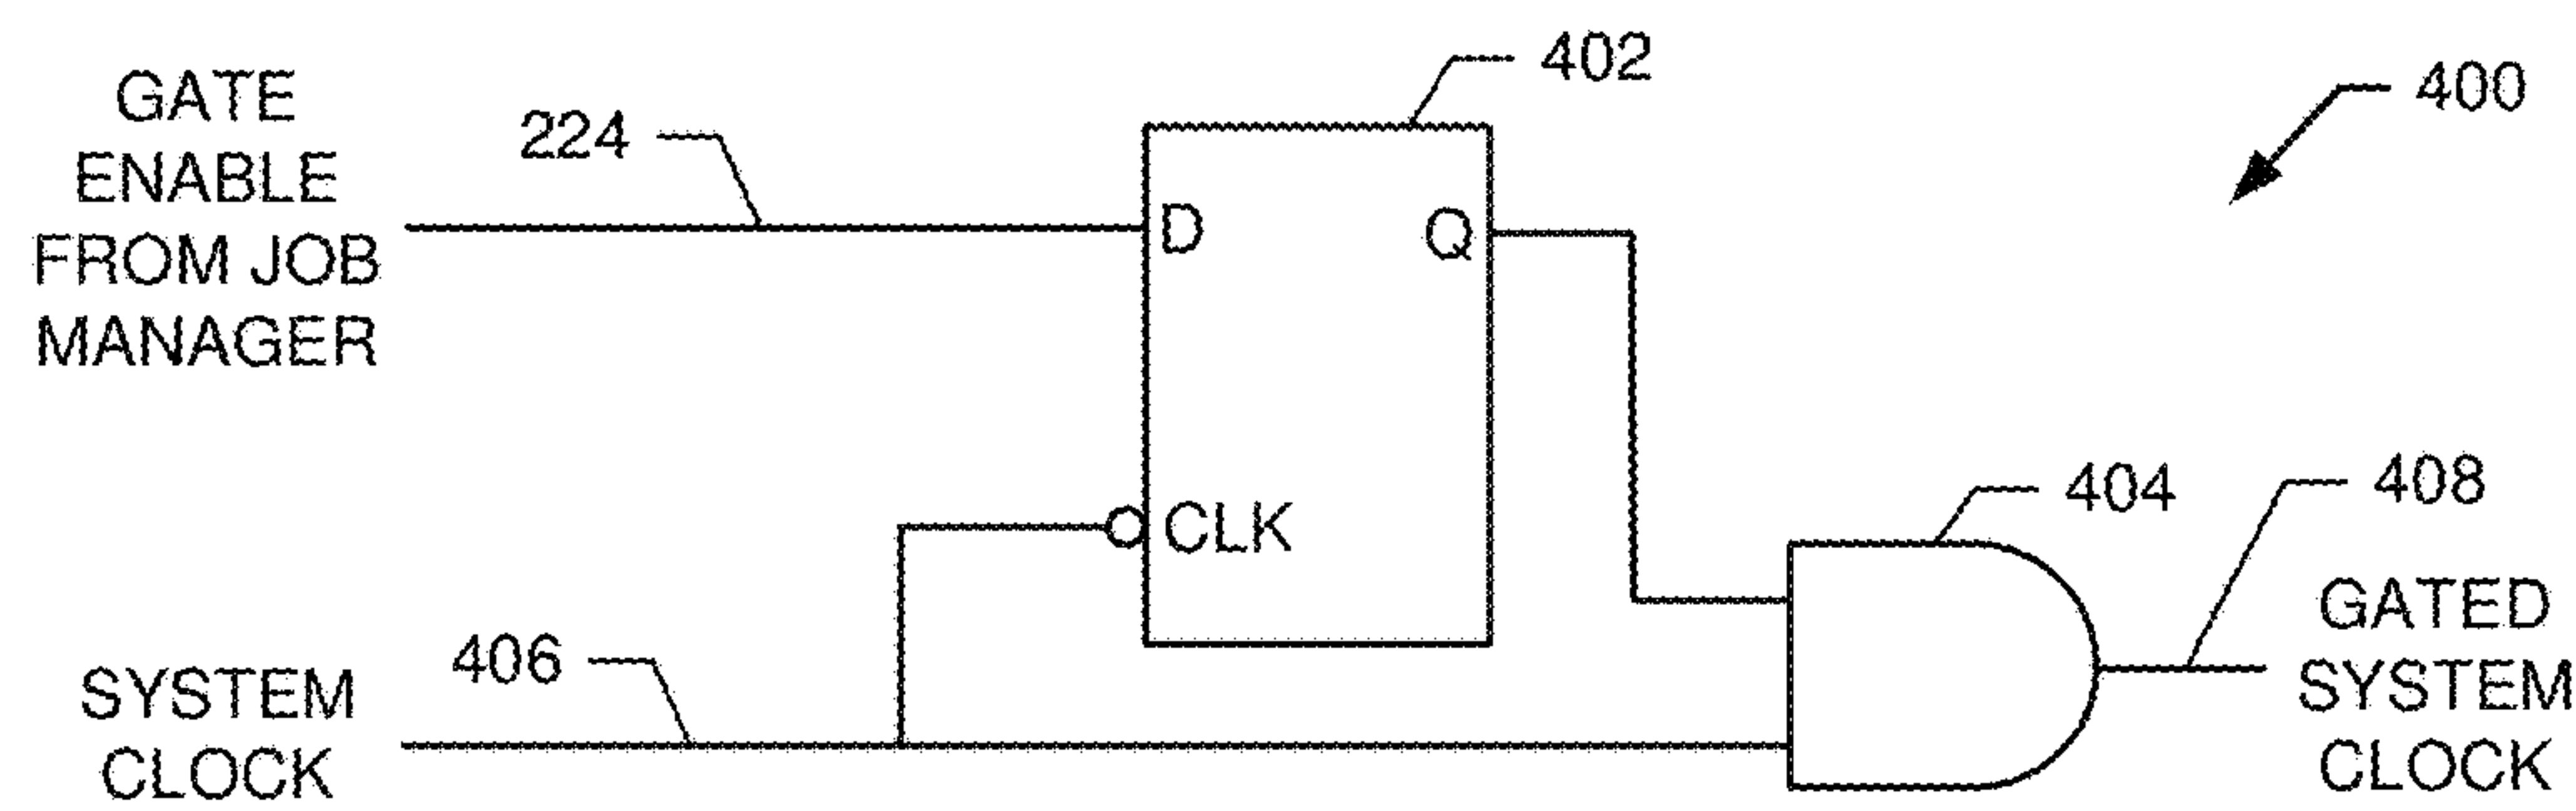 402
400
GATE
ENABLE
FROM JOB
MANAGER
224
D
Q
CLK
404
408
406
SYSTEM
CLOCK
GATED
SYSTEM
CLOCK